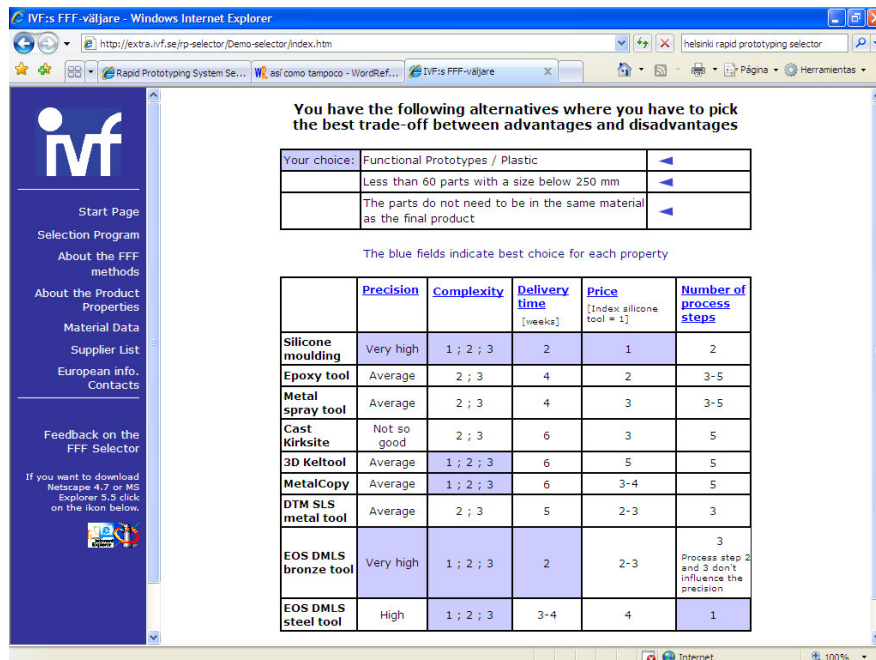 IVF:s FFF-väljare - Windows Internet Explorer
http://extra.ivf.se/rp-selector/Demo-selector/index.htm
helsinki rapid prototyping selector
Rapid Prototyping System Se...
así como tampoco - WordRef...
IVF:s FFF-väljare
Página
Herramientas
ivf
Start Page
Selection Program
About the FFF
methods
About the Product
Properties
Material Data
Supplier List
European info.
Contacts
Feedback on the
FFF Selector
If you want to download
Netscape 4.7 or MS
Explorer 5.5 click
on the ikon below.
You have the following alternatives where you have to pick
the best trade-off between advantages and disadvantages
Your choice: Functional Prototypes / Plastic
Less than 60 parts with a size below 250 mm
The parts do not need to be in the same material
as the final product
The blue fields indicate best choice for each property
Precision Complexity Delivery time [weeks] Price [Index silicone tool = 1] Number of process steps
Silicone moulding Very high 1 ; 2 ; 3 2 1 2
Epoxy tool Average 2 ; 3 4 2 3-5
Metal spray tool Average 2 ; 3 4 3 3-5
Cast Kirksite Not so good 2 ; 3 6 3 5
3D Keltool Average 1 ; 2 ; 3 6 5 5
MetalCopy Average 1 ; 2 ; 3 6 3-4 5
DTM SLS metal tool Average 2 ; 3 5 2-3 3
EOS DMLS bronze tool Very high 1 ; 2 ; 3 2 2-3 3 Process step 2 and 3 don't influence the precision
EOS DMLS steel tool High 1 ; 2 ; 3 3-4 4 1
Internet
100%